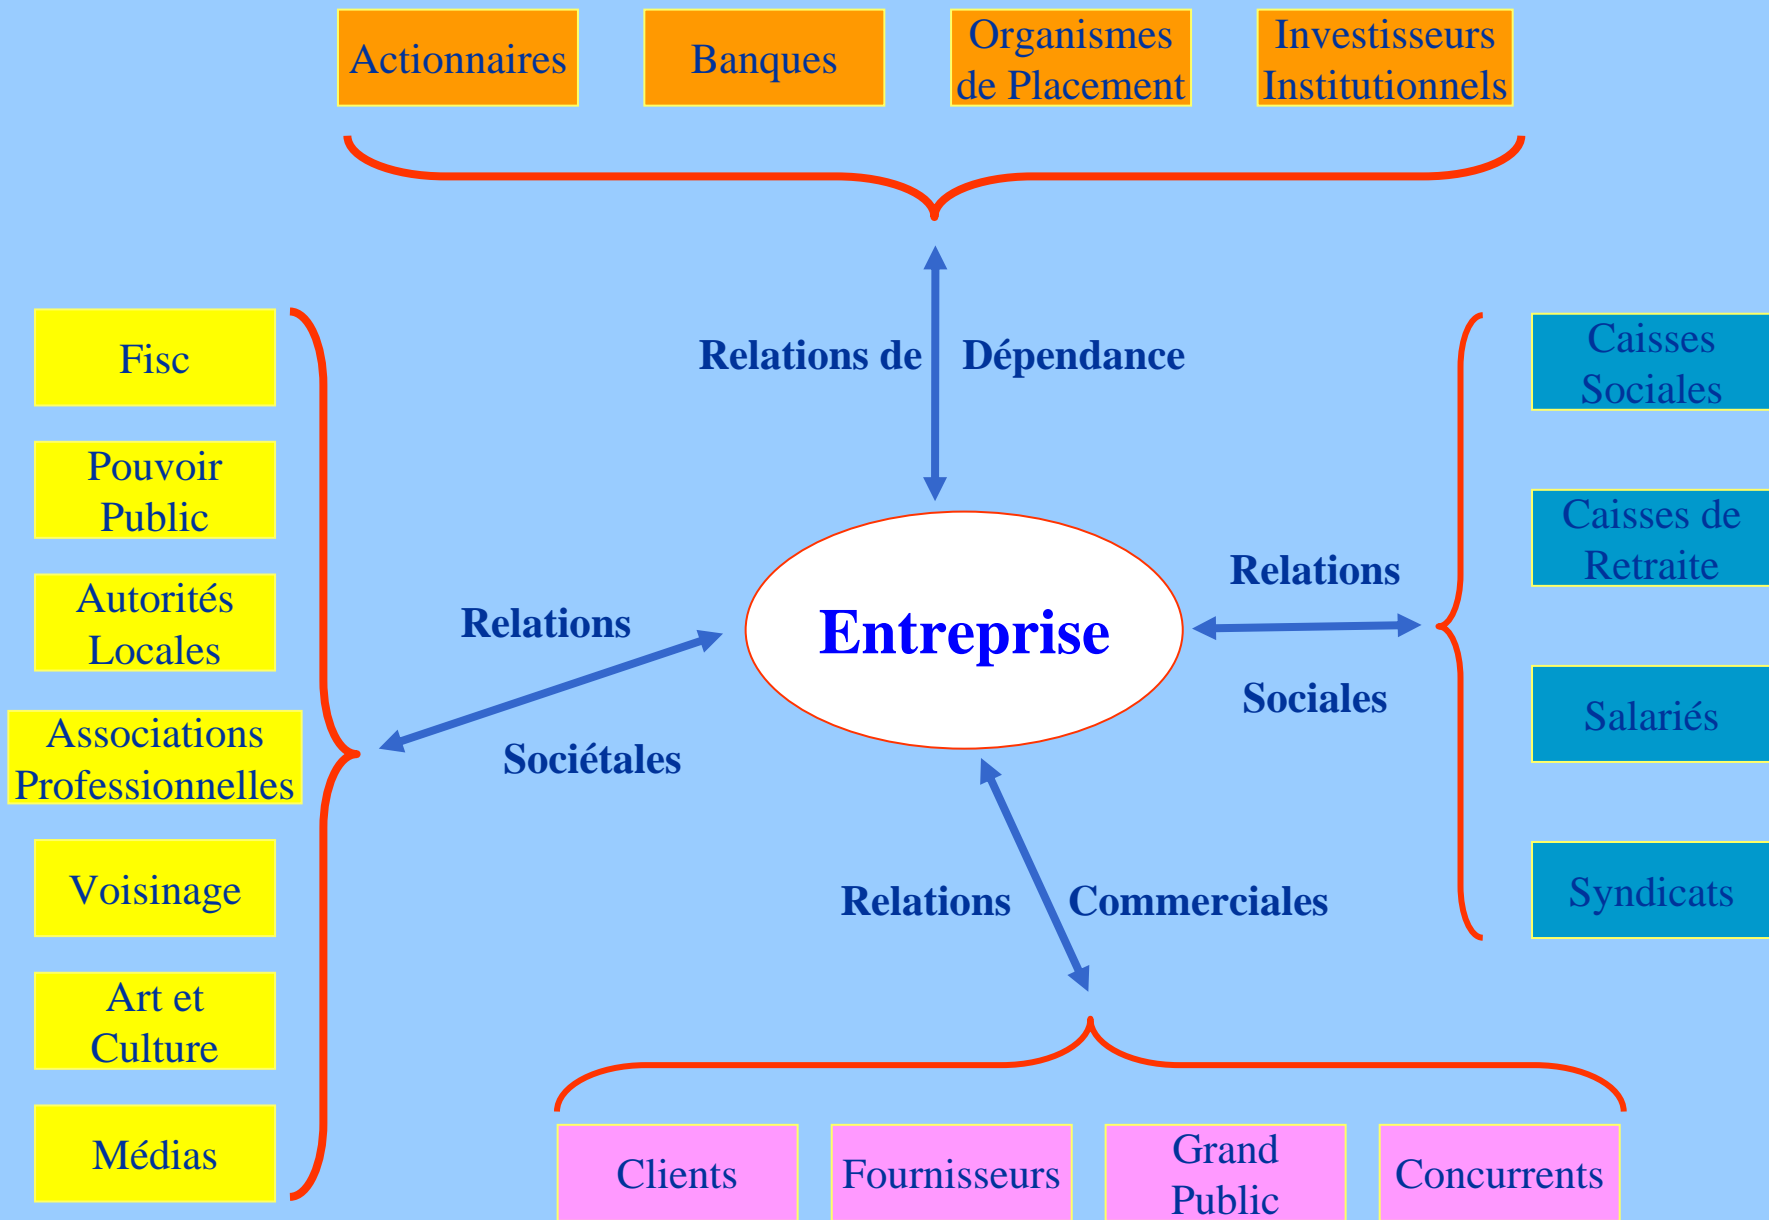 Actionnaires
Banques
Organismes
de Placement
Investisseurs
Institutionnels
Relations de
Dépendance
Fisc
Pouvoir
Public
Autorités
Locales
Associations
Professionnelles
Voisinage
Art et
Culture
Médias
Relations
Sociétales
Entreprise
Relations
Sociales
Caisses
Sociales
Caisses de
Retraite
Salariés
Syndicats
Relations
Commerciales
Clients
Fournisseurs
Grand
Public
Concurrents